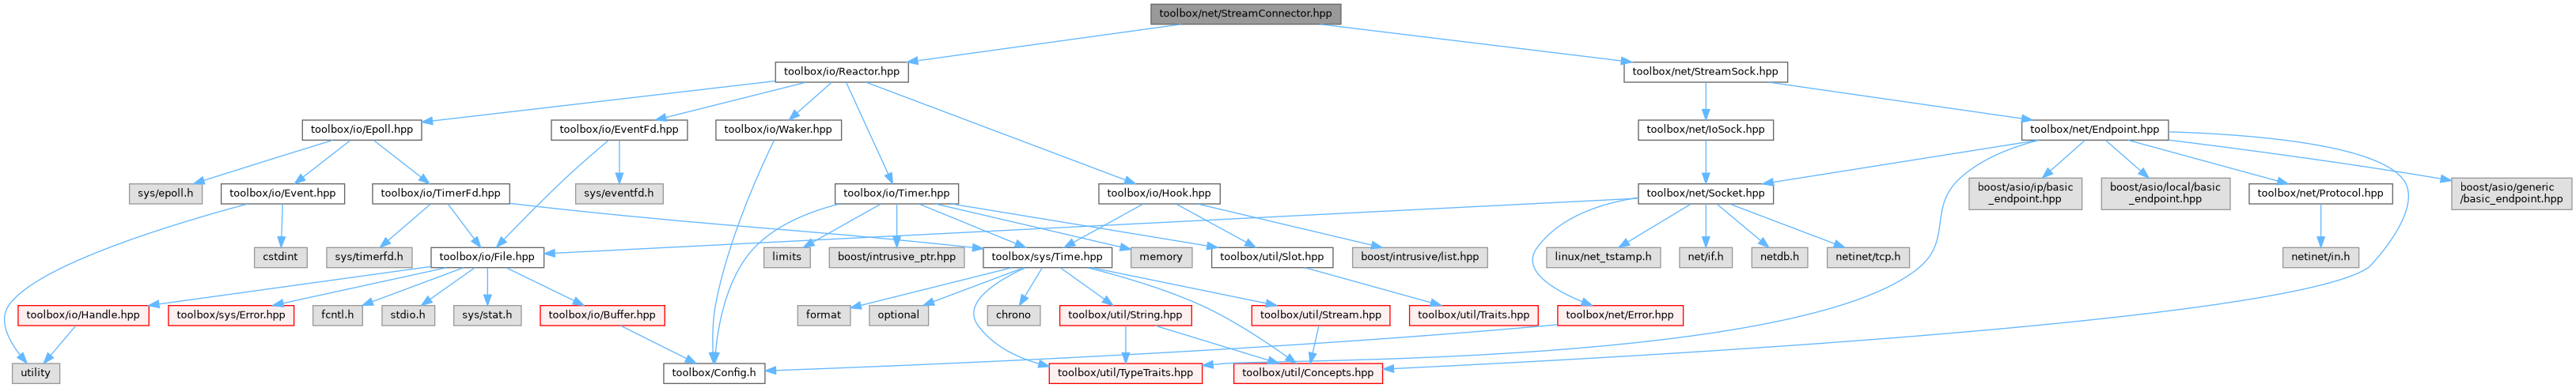 toolbox/net/StreamConnector.hpp
toolbox/io/Reactor.hpp
toolbox/net/StreamSock.hpp
toolbox/io/Epoll.hpp
toolbox/io/EventFd.hpp
toolbox/io/Waker.hpp
toolbox/net/IoSock.hpp
toolbox/net/Endpoint.hpp
sys/epoll.h
toolbox/io/Event.hpp
toolbox/io/TimerFd.hpp
sys/eventfd.h
toolbox/io/Timer.hpp
toolbox/io/Hook.hpp
toolbox/net/Socket.hpp
boost/asio/ip/basic
_endpoint.hpp
boost/asio/local/basic
_endpoint.hpp
toolbox/net/Protocol.hpp
boost/asio/generic
/basic_endpoint.hpp
cstdint
sys/timerfd.h
toolbox/io/File.hpp
limits
boost/intrusive_ptr.hpp
toolbox/sys/Time.hpp
memory
toolbox/util/Slot.hpp
boost/intrusive/list.hpp
linux/net_tstamp.h
net/if.h
netdb.h
netinet/tcp.h
netinet/in.h
toolbox/io/Handle.hpp
toolbox/sys/Error.hpp
fcntl.h
stdio.h
sys/stat.h
toolbox/io/Buffer.hpp
format
optional
chrono
toolbox/util/String.hpp
toolbox/util/Stream.hpp
toolbox/util/Traits.hpp
toolbox/net/Error.hpp
utility
toolbox/Config.h
toolbox/util/TypeTraits.hpp
toolbox/util/Concepts.hpp